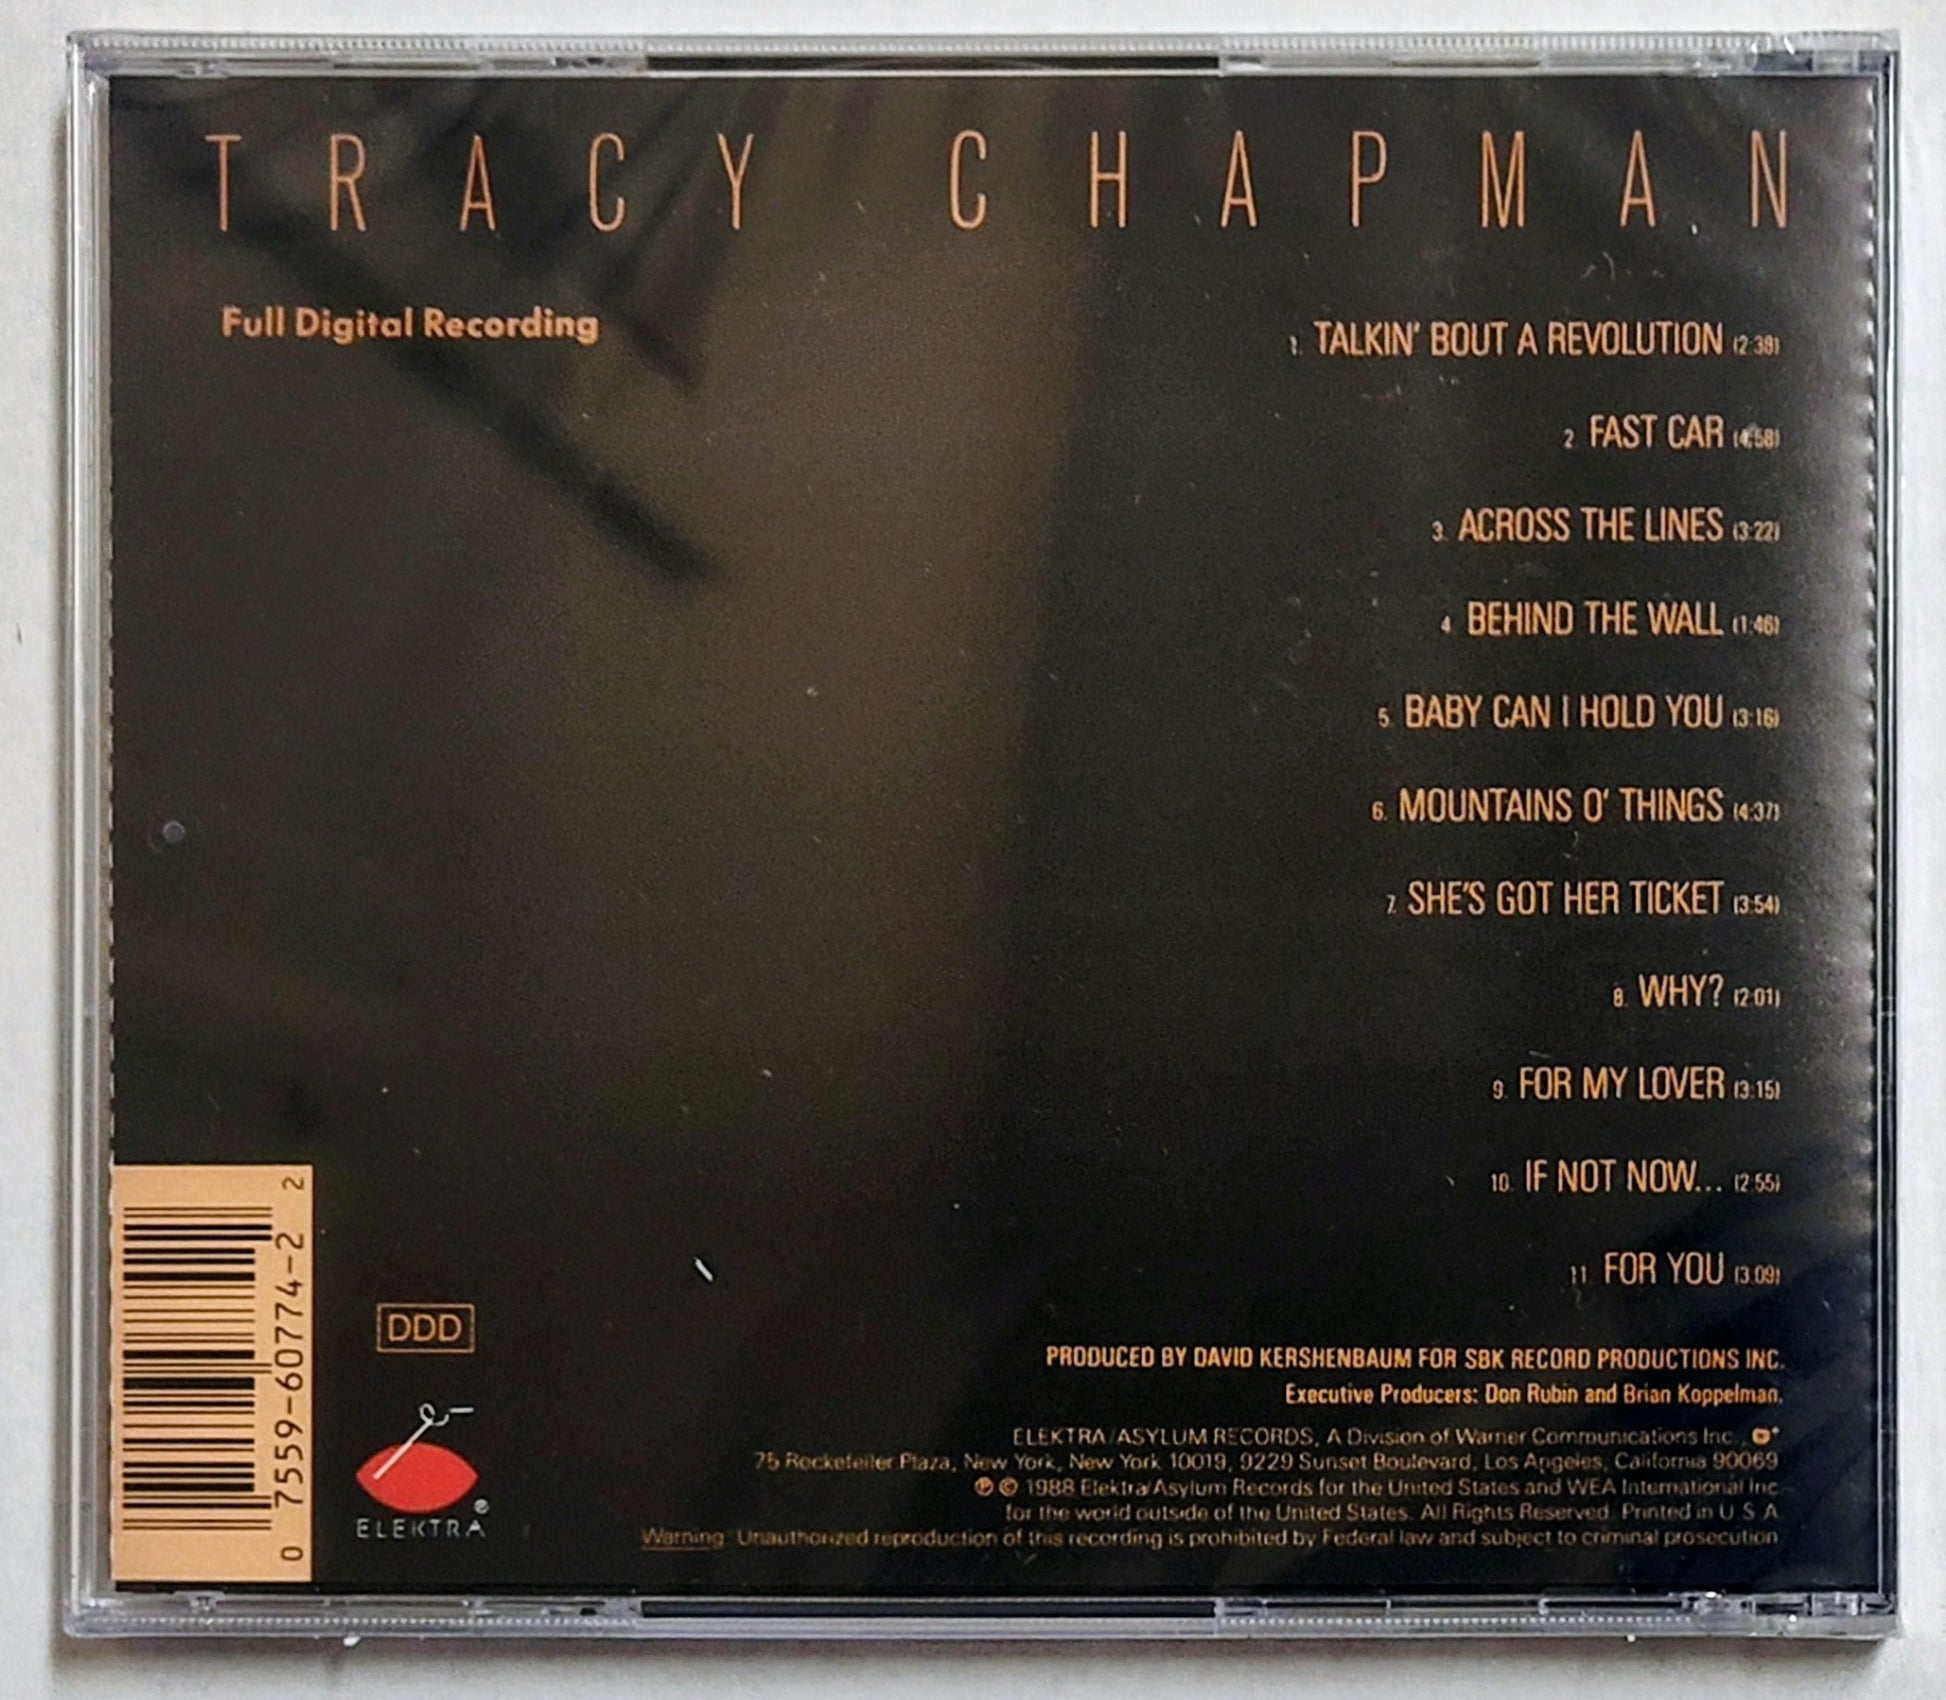 TRACY CHAPMAN
Full Digital Recording
1. TALKIN' BOUT A REVOLUTION (2:39)
2. FAST CAR (4:58)
3. ACROSS THE LINES (3:22)
4. BEHIND THE WALL (1:46)
5. BABY CAN I HOLD YOU (3:16)
6. MOUNTAINS O' THINGS (4:37)
7. SHE'S GOT HER TICKET (3:54)
8. WHY? (2:01)
9. FOR MY LOVER (3:15)
10. IF NOT NOW... (2:55)
11. FOR YOU (3:09)
PRODUCED BY DAVID KERSHENBAUM FOR SBK RECORD PRODUCTIONS INC.
Executive Producers: Don Rubin and Brian Koppelman.
ELEKTRA/ASYLUM RECORDS, A Division of Warner Communications Inc.,
75 Rockefeller Plaza, New York, New York 10019, 9229 Sunset Boulevard, Los Angeles, California 90069
℗ © 1988 Elektra/Asylum Records for the United States and WEA International Inc.
for the world outside of the United States. All Rights Reserved. Printed in U.S.A.
Warning: Unauthorized reproduction of this recording is prohibited by Federal law and subject to criminal prosecution
0 7559-60774-2 2
DDD
ELEKTRA®